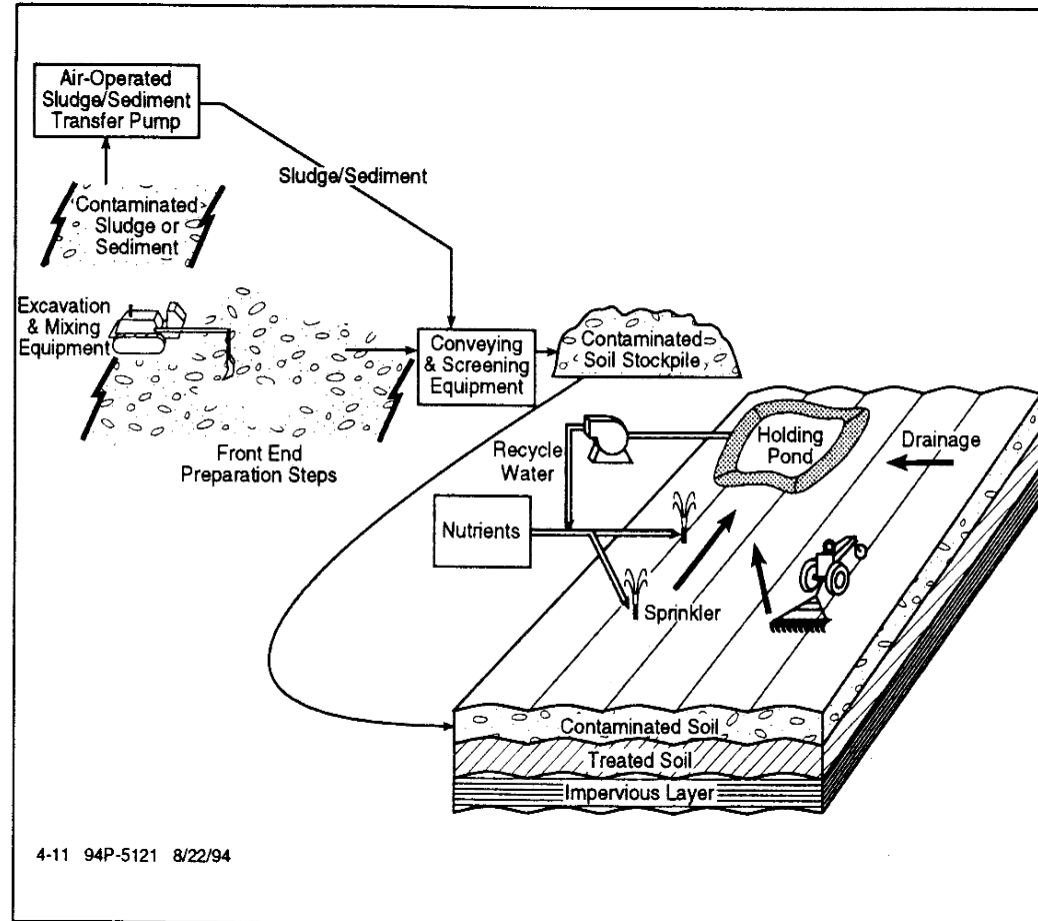 Air-Operated
Sludge/Sediment
Transfer Pump
Sludge/Sediment
Contaminated
Sludge or
Sediment
Excavation
& Mixing
Equipment
Conveying
& Screening
Equipment
Contaminated
Soil Stockpile
Front End
Preparation Steps
Recycle
Water
Holding
Pond
Drainage
Nutrients
Sprinkler
Contaminated Soil
Treated Soil
Impervious Layer
4-11 94P-5121 8/22/94